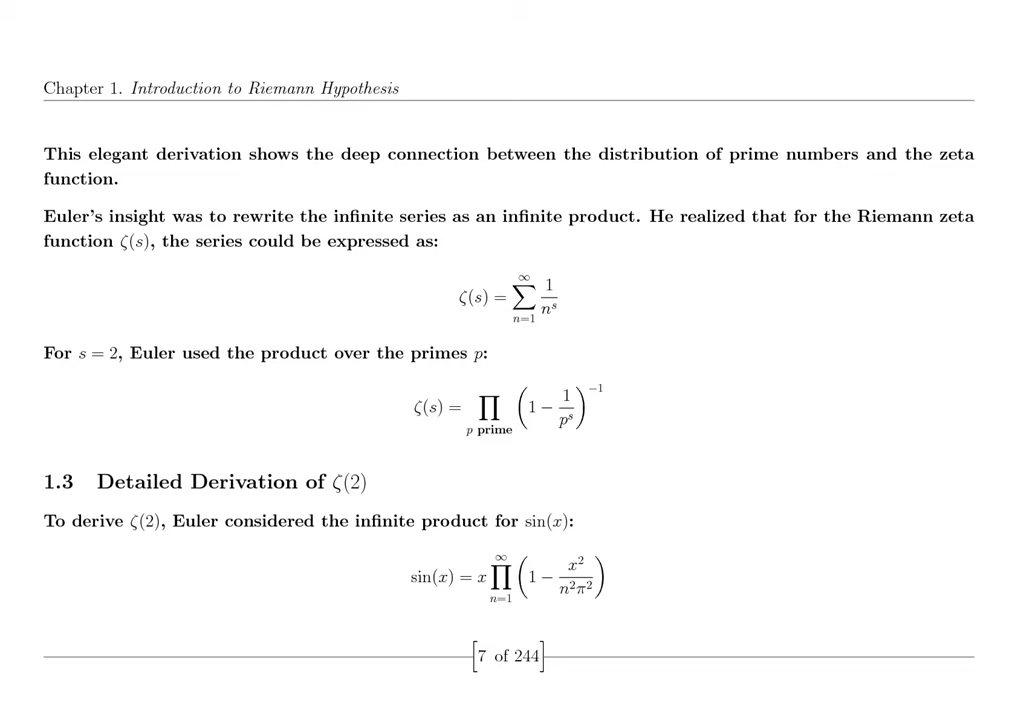 Chapter 1. Introduction to Riemann Hypothesis
This elegant derivation shows the deep connection between the distribution of prime numbers and the zeta
function.
Euler's insight was to rewrite the infinite series as an infinite product. He realized that for the Riemann zeta
function ζ(s), the series could be expressed as:
ζ(s) = ∑_{n=1}^{∞} 1/n^s
For s = 2, Euler used the product over the primes p:
ζ(s) = ∏_{p prime} (1 − 1/p^s)^{−1}
1.3 Detailed Derivation of ζ(2)
To derive ζ(2), Euler considered the infinite product for sin(x):
sin(x) = x ∏_{n=1}^{∞} (1 − x^2/(n^2π^2))
[7 of 244]